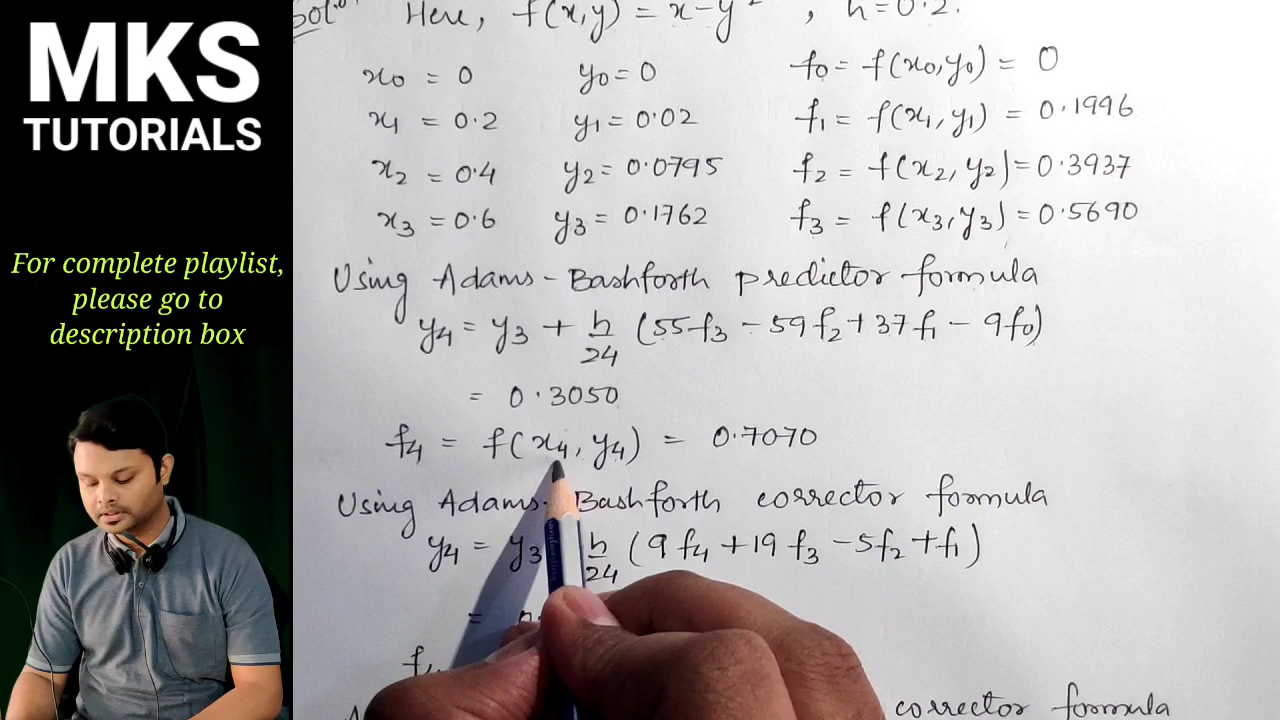 MKS
TUTORIALS
For complete playlist,
please go to
description box
Sol.ⁿ Here, f(x,y) = x-y², h=0.2.
x₀ = 0 y₀=0 f₀ = f(x₀,y₀) = 0
x₁ = 0.2 y₁ = 0.02 f₁ = f(x₁,y₁) = 0.1996
x₂ = 0.4 y₂ = 0.0795 f₂ = f(x₂,y₂) = 0.3937
x₃ = 0.6 y₃ = 0.1762 f₃ = f(x₃,y₃) = 0.5690
Using Adams-Bashforth predictor formula
y₄ = y₃ + h/24 (55f₃ - 59f₂ + 37f₁ - 9f₀)
= 0.3050
f₄ = f(x₄,y₄) = 0.7070
Using Adams-Bashforth corrector formula
y₄ = y₃ h/24 (9f₄ + 19f₃ - 5f₂ + f₁)
=
corrector formula